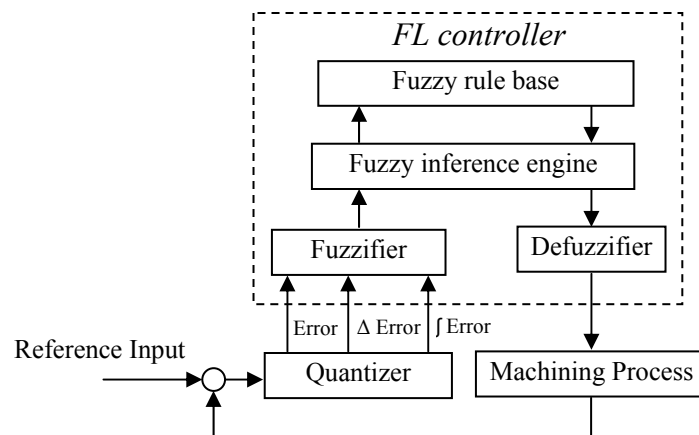 FL controller
Fuzzy rule base
Fuzzy inference engine
Fuzzifier
Defuzzifier
Error
Δ Error
∫ Error
Reference Input
Quantizer
Machining Process